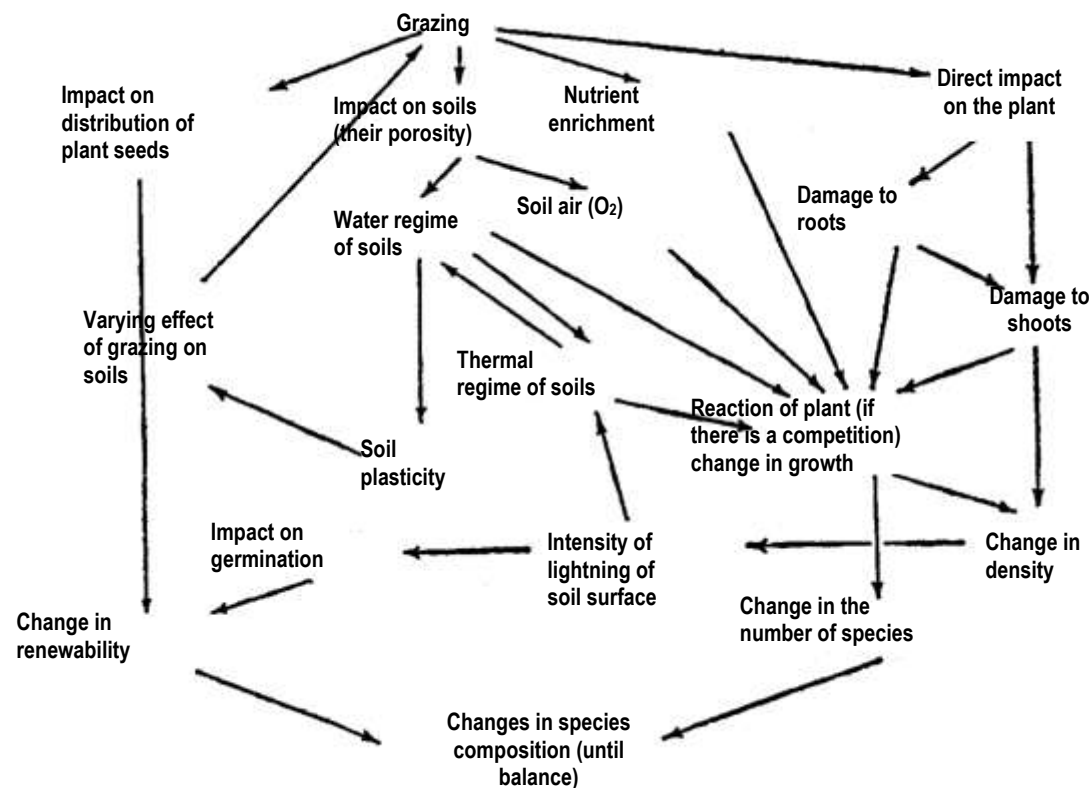 Grazing
Impact on
distribution of
plant seeds
Impact on soils
(their porosity)
Nutrient
enrichment
Direct impact
on the plant
Water regime
of soils
Soil air (O₂)
Damage to
roots
Damage to
shoots
Varying effect
of grazing on
soils
Thermal
regime of soils
Reaction of plant (if
there is a competition)
change in growth
Soil
plasticity
Impact on
germination
Intensity of
lightning of
soil surface
Change in
density
Change in
renewability
Change in the
number of species
Changes in species
composition (until
balance)